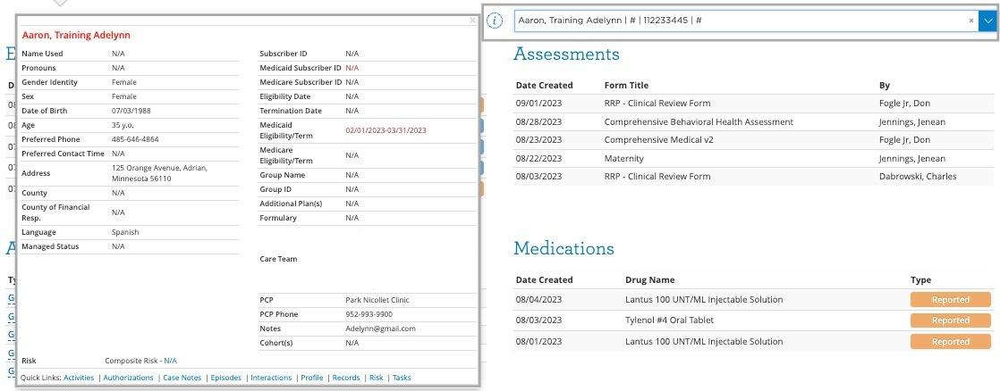 Aaron, Training Adelynn | # | 112233445 | #
×
×
Aaron, Training Adelynn
Name Used N/A
Pronouns N/A
Gender Identity Female
Sex Female
Date of Birth 07/03/1988
Age 35 y.o.
Preferred Phone 485-646-4864
Preferred Contact Time N/A
Address 125 Orange Avenue, Adrian,
Minnesota 56110
County N/A
County of Financial
Resp. N/A
Language Spanish
Managed Status N/A
Subscriber ID N/A
Medicaid Subscriber ID N/A
Medicare Subscriber ID N/A
Eligibility Date N/A
Termination Date N/A
Medicaid
Eligibility/Term 02/01/2023-03/31/2023
Medicare
Eligibility/Term N/A
Group Name N/A
Group ID N/A
Additional Plan(s) N/A
Formulary N/A
Care Team
PCP Park Nicollet Clinic
PCP Phone 952-993-9900
Notes Adelynn@gmail.com
Cohort(s) N/A
Risk Composite Risk - N/A
Quick Links: Activities | Authorizations | Case Notes | Episodes | Interactions | Profile | Records | Risk | Tasks
Assessments
Date Created Form Title By
09/01/2023 RRP - Clinical Review Form Fogle Jr, Don
08/28/2023 Comprehensive Behavioral Health Assessment Jennings, Jenean
08/23/2023 Comprehensive Medical v2 Fogle Jr, Don
08/22/2023 Maternity Jennings, Jenean
08/03/2023 RRP - Clinical Review Form Dabrowski, Charles
Medications
Date Created Drug Name Type
08/04/2023 Lantus 100 UNT/ML Injectable Solution Reported
08/03/2023 Tylenol #4 Oral Tablet Reported
08/01/2023 Lantus 100 UNT/ML Injectable Solution Reported